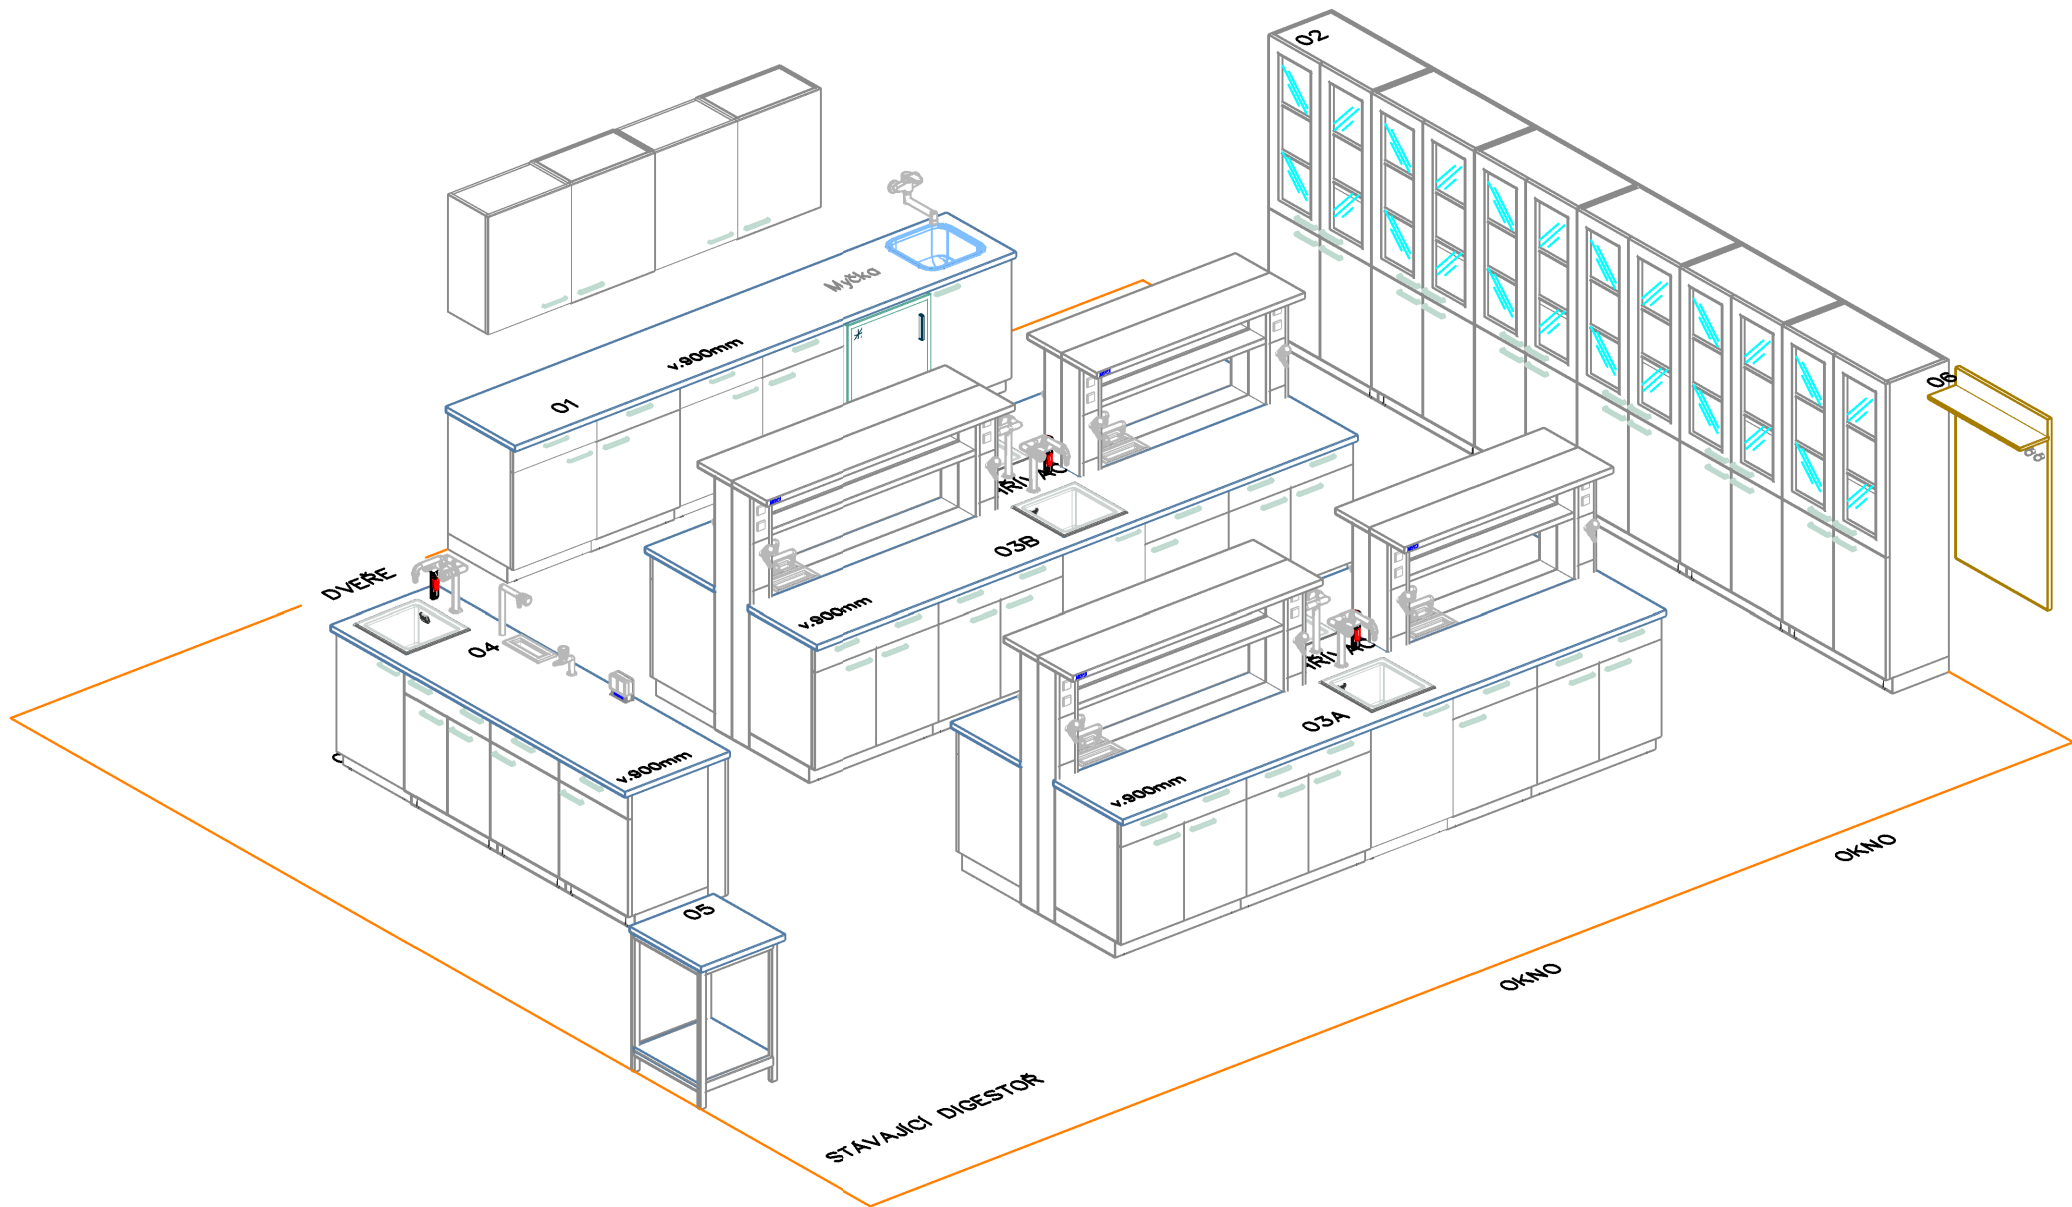 02
06
Myčka
v.900mm
01
03B
DVEŘE
v.900mm
04
03A
v.900mm
v.900mm
OKNO
05
OKNO
STÁVAJÍCÍ DIGESTOŘ